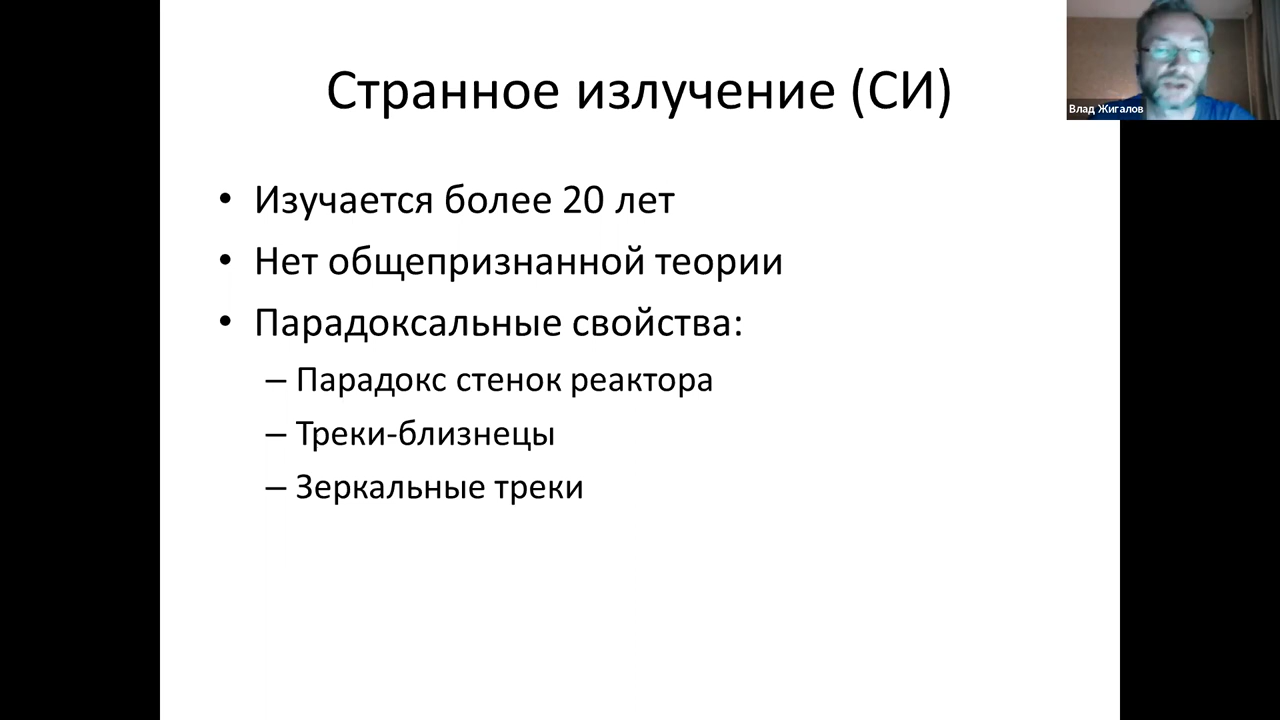 Странное излучение (СИ)
Влад Жигалов
• Изучается более 20 лет
• Нет общепризнанной теории
• Парадоксальные свойства:
– Парадокс стенок реактора
– Треки-близнецы
– Зеркальные треки